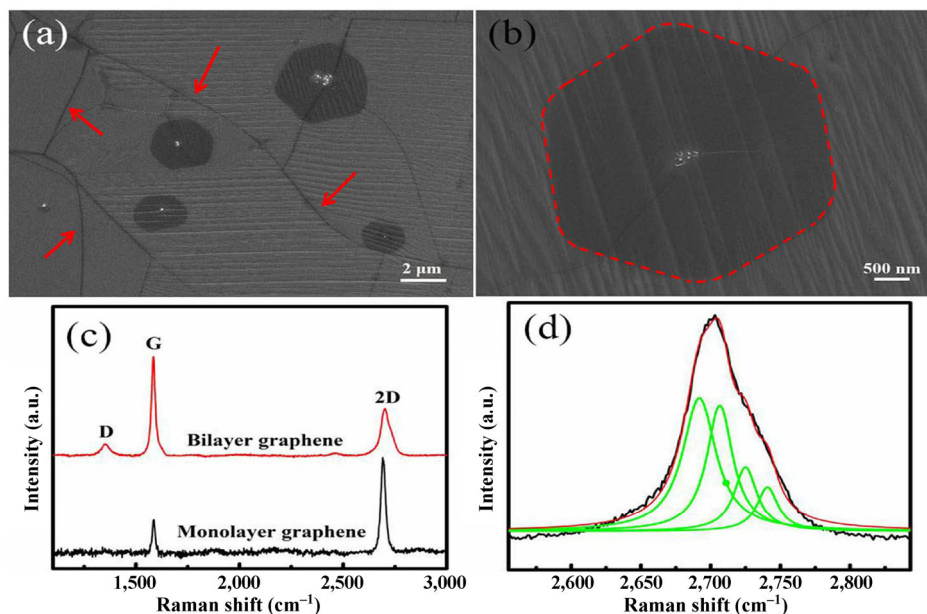 (a)
2 μm
(b)
500 nm
(c)
G
D
2D
Bilayer graphene
Monolayer graphene
Intensity (a.u.)
1,500 2,000 2,500 3,000
Raman shift (cm⁻¹)
(d)
Intensity (a.u.)
2,600 2,650 2,700 2,750 2,800
Raman shift (cm⁻¹)